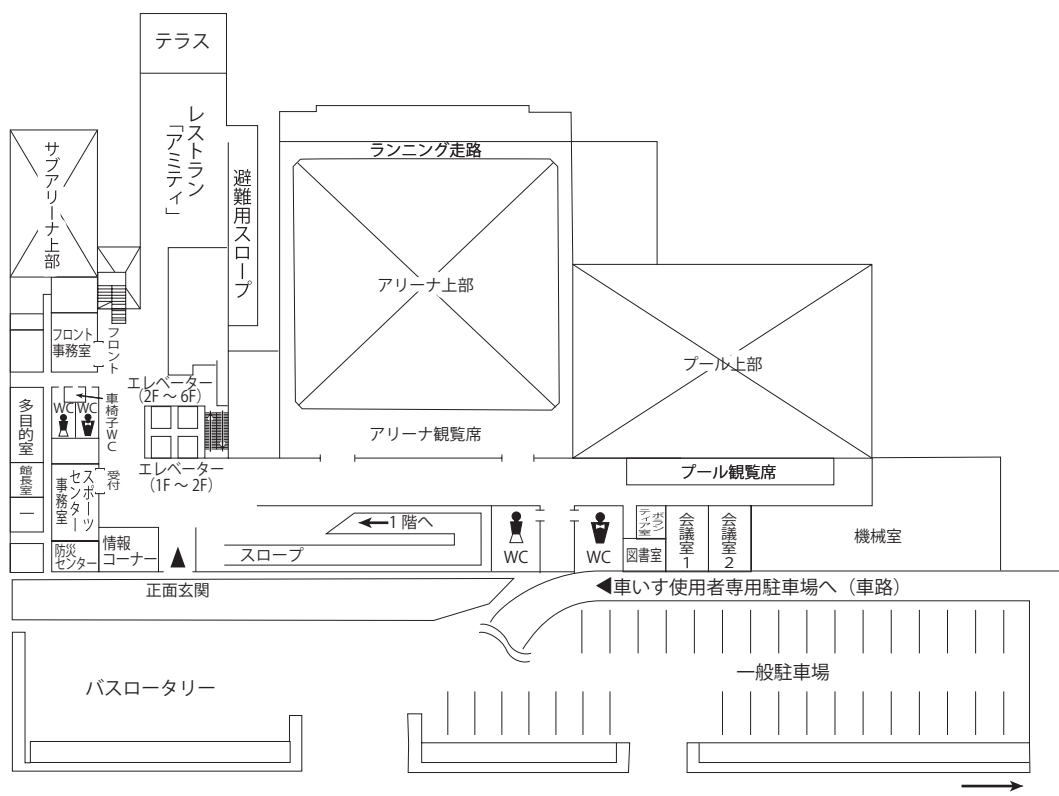 テラス
レストラン
「アミティ」
避難用スロープ
サブアリーナ上部
ランニング走路
アリーナ上部
プール上部
フロント
事務室
フロント
エレベーター
(2F～6F)
WC
WC
車椅子WC
多目的室
アリーナ観覧席
館長室
スポーツ
センター
事務室
受付
エレベーター
(1F～2F)
プール観覧席
防災
センター
情報
コーナー
1階へ
スロープ
WC
WC
ボラン
ティア室
図書室
会議室1
会議室2
機械室
正面玄関
車いす使用者専用駐車場へ（車路）
バスロータリー
一般駐車場